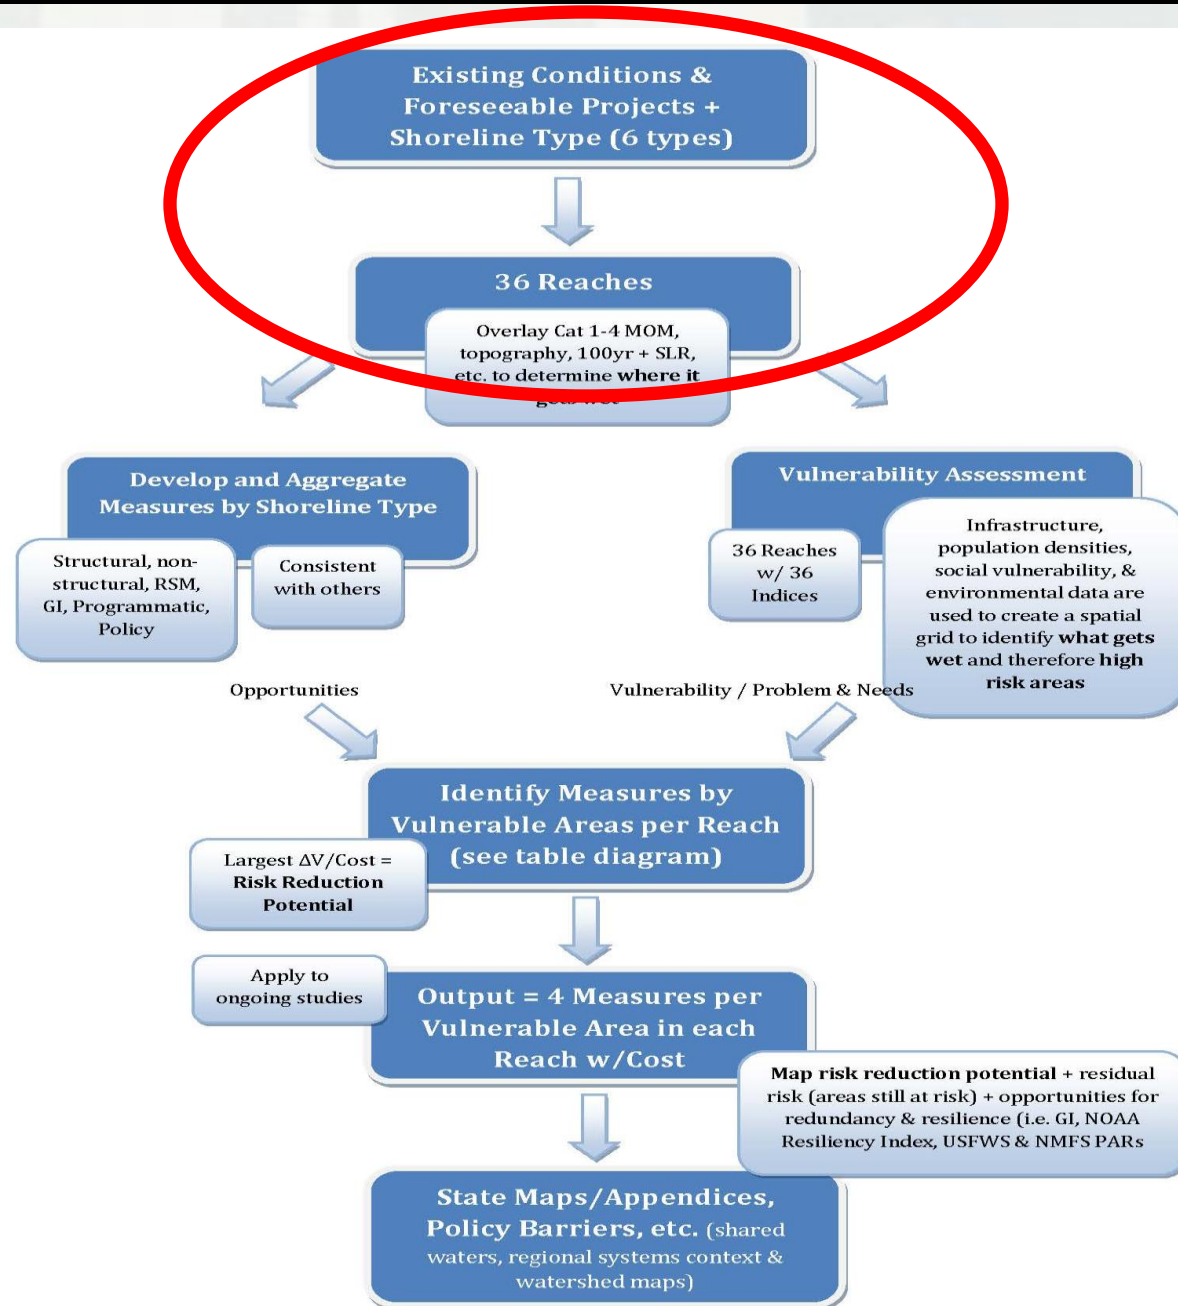 Existing Conditions &
Foreseeable Projects +
Shoreline Type (6 types)
36 Reaches
Overlay Cat 1-4 MOM,
topography, 100yr + SLR,
etc. to determine where it
gets wet
Develop and Aggregate
Measures by Shoreline Type
Structural, non-
structural, RSM,
GI, Programmatic,
Policy
Consistent
with others
Vulnerability Assessment
36 Reaches
w/ 36
Indices
Infrastructure,
population densities,
social vulnerability, &
environmental data are
used to create a spatial
grid to identify what gets
wet and therefore high
risk areas
Opportunities
Vulnerability / Problem & Needs
Identify Measures by
Vulnerable Areas per Reach
(see table diagram)
Largest ΔV/Cost =
Risk Reduction
Potential
Apply to
ongoing studies
Output = 4 Measures per
Vulnerable Area in each
Reach w/Cost
Map risk reduction potential + residual
risk (areas still at risk) + opportunities for
redundancy & resilience (i.e. GI, NOAA
Resiliency Index, USFWS & NMFS PARs
State Maps/Appendices,
Policy Barriers, etc. (shared
waters, regional systems context &
watershed maps)